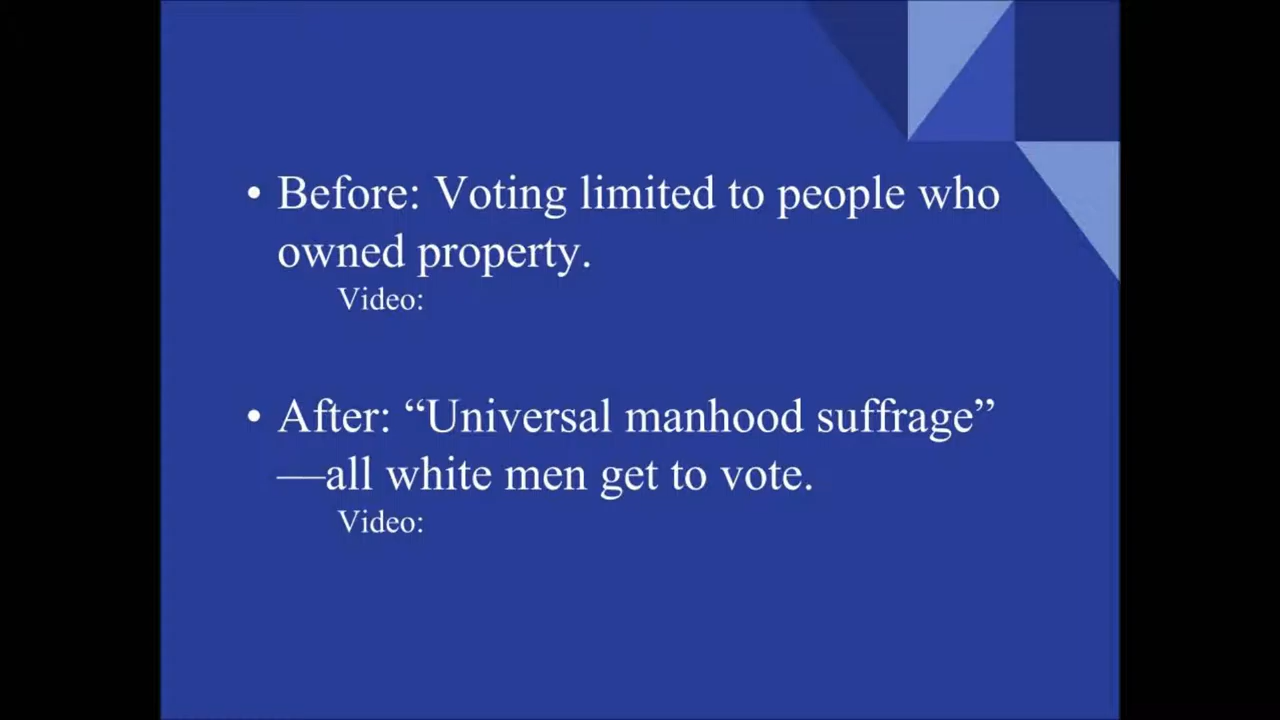 • Before: Voting limited to people who
owned property.
Video:
• After: “Universal manhood suffrage”
—all white men get to vote.
Video: